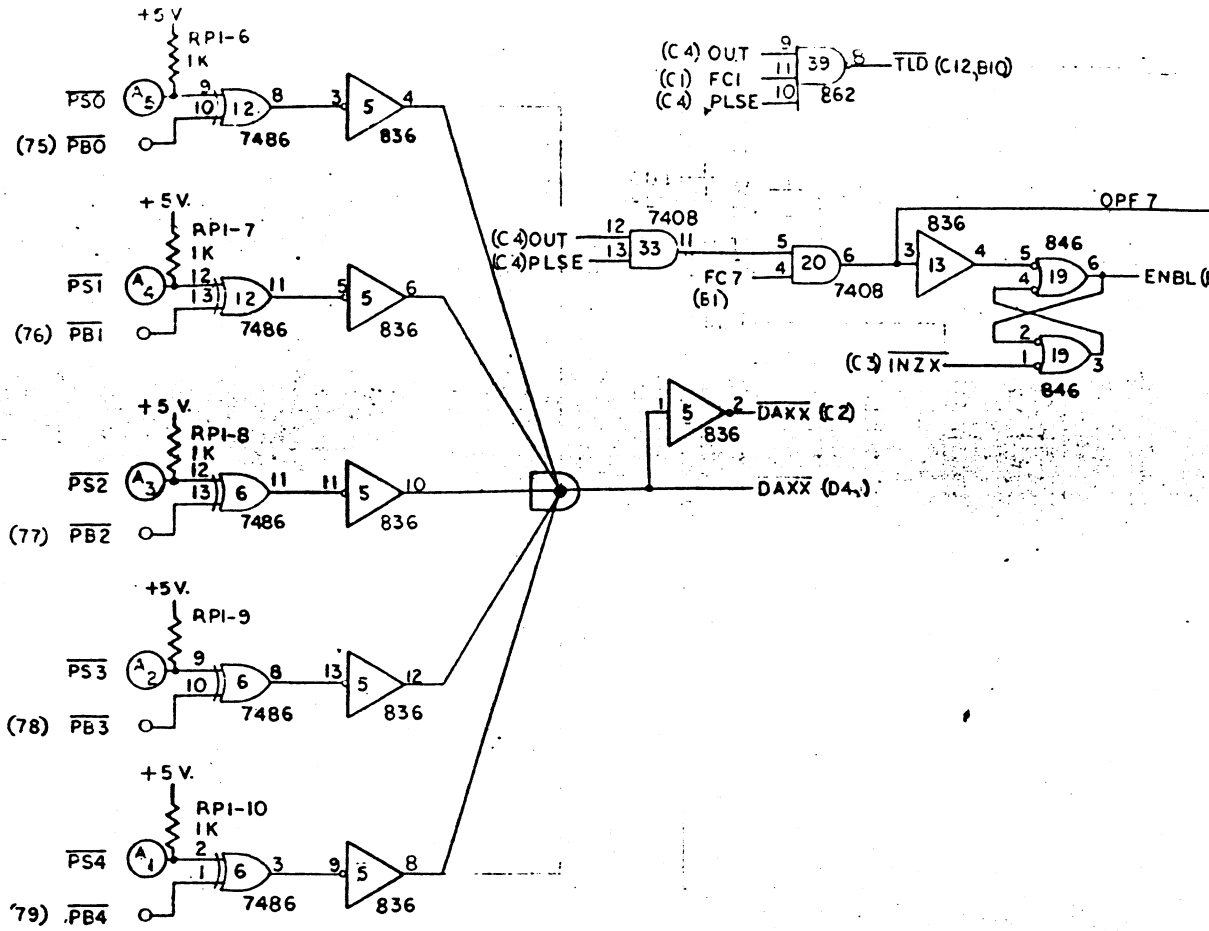 +5 V
RP1-6
1K
PS0
A5
9
10
12
8
3
5
4
7486
836
(75) PB0
(C4) OUT
9
(C1) FC1
11
(C4) PLSE
10
39
8
TLD (C12,B10)
862
+5V.
RP1-7
1K
PS1
A4
12
13
12
11
5
5
6
7486
836
(76) PB1
(C4)OUT
12
(C4)PLSE
13
7408
33
11
5
4
FC7
(B1)
20
6
7408
OPF 7
836
3
13
4
5
4
846
19
6
ENBL
2
1
19
3
846
(C3) INZX
+5V.
RP1-8
1K
PS2
A3
12
13
6
11
11
5
10
7486
836
(77) PB2
1
5
2
836
DAXX (C2)
DAXX (D4,)
+5V.
RP1-9
PS3
A2
9
10
6
8
13
5
12
7486
836
(78) PB3
+5 V.
RP1-10
1K
PS4
A1
2
1
6
3
9
5
8
7486
836
79) PB4